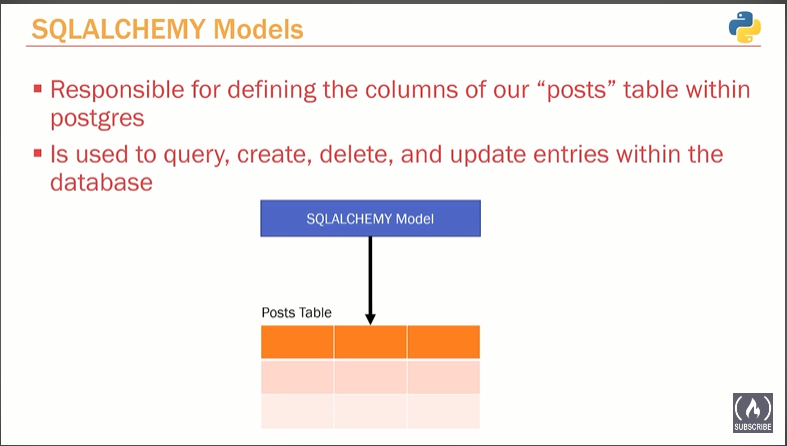 SQLALCHEMY Models
▪ Responsible for defining the columns of our “posts” table within
postgres
▪ Is used to query, create, delete, and update entries within the
database
SQLALCHEMY Model
Posts Table
SUBSCRIBE